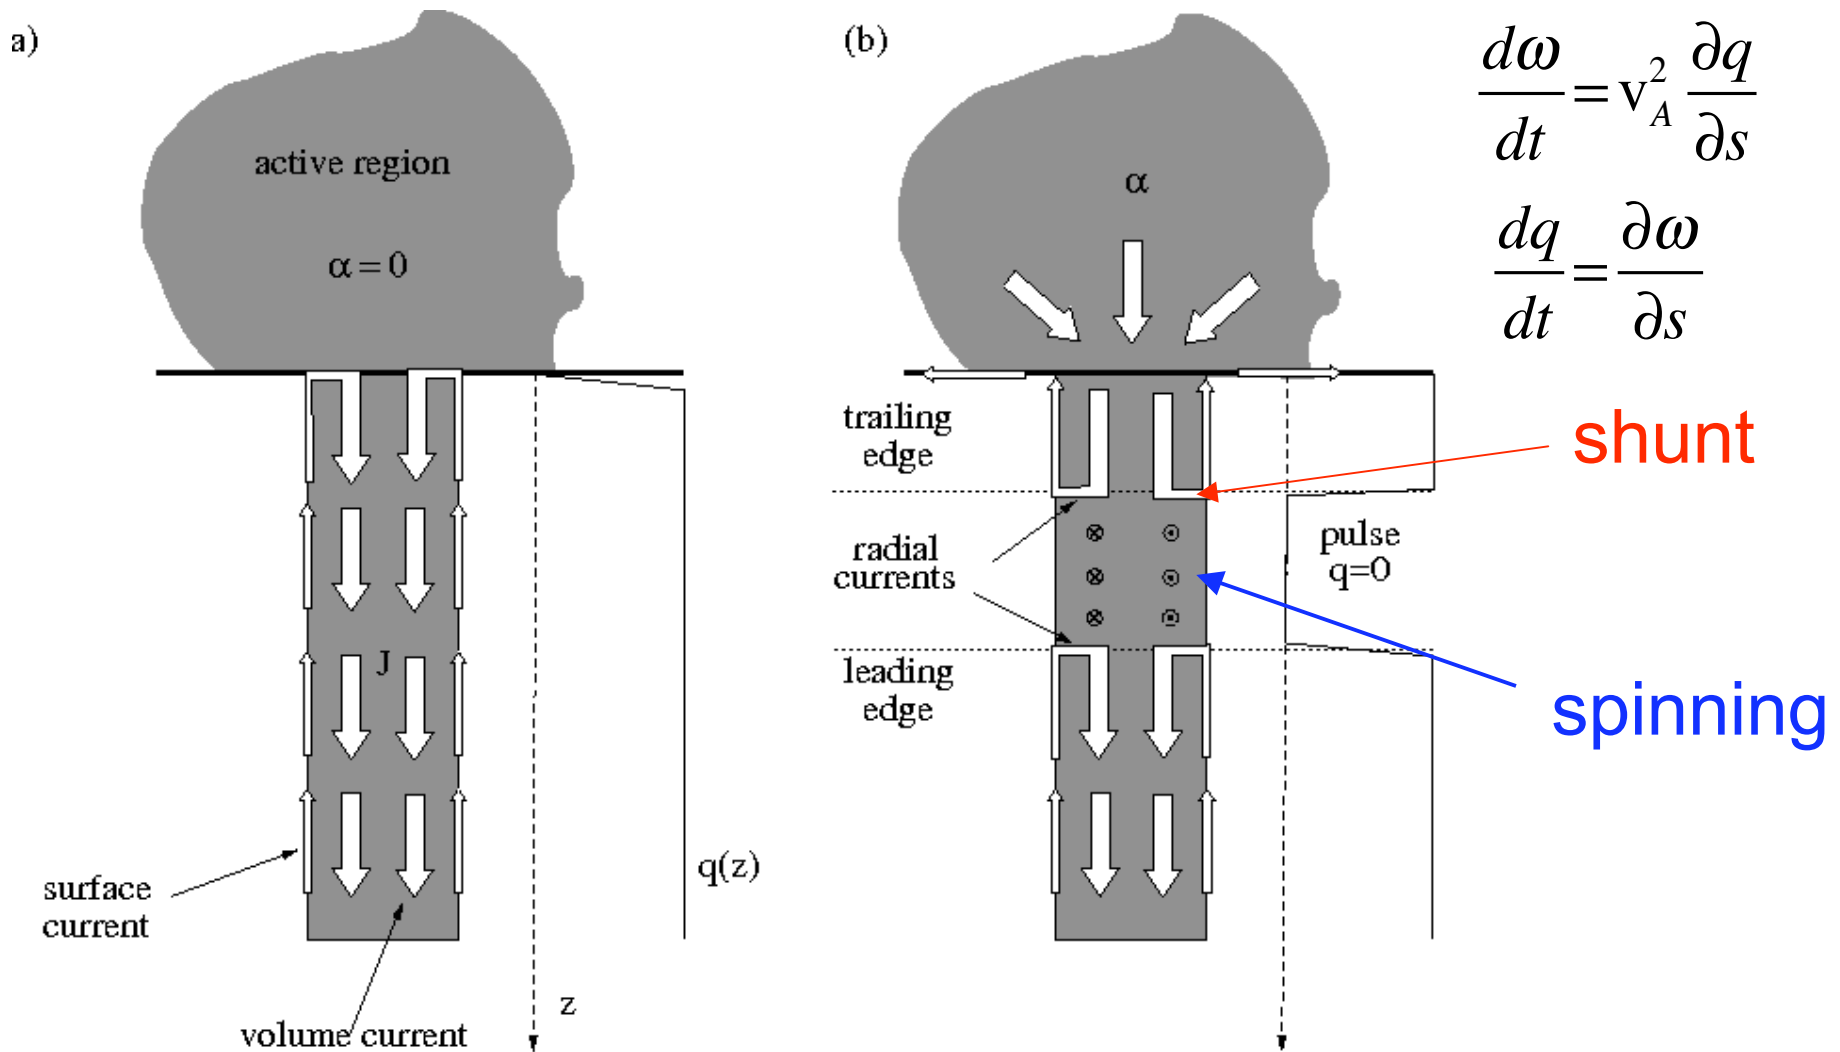 a)
active region
α = 0
J
surface
current
volume current
z
q(z)
(b)
α
trailing
edge
radial
currents
leading
edge
pulse
q=0
dω/dt = v_A^2 ∂q/∂s
dq/dt = ∂ω/∂s
shunt
spinning